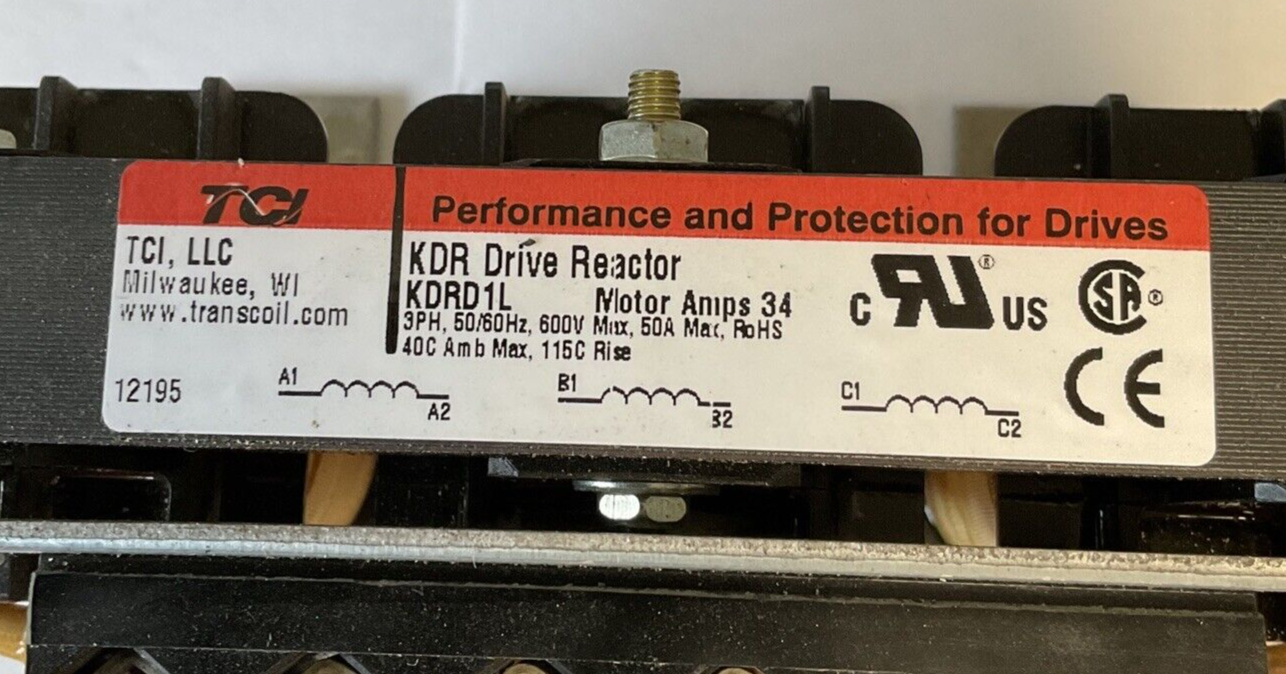 TCI
Performance and Protection for Drives
TCI, LLC
Milwaukee, WI
www.transcoil.com
KDR Drive Reactor
KDRD1L Motor Amps 34
3PH, 50/60Hz, 600V Max, 50A Max, RoHS
40C Amb Max, 115C Rise
C RU ® US
SA ®
CE
12195
A1
A2
B1
B2
C1
C2